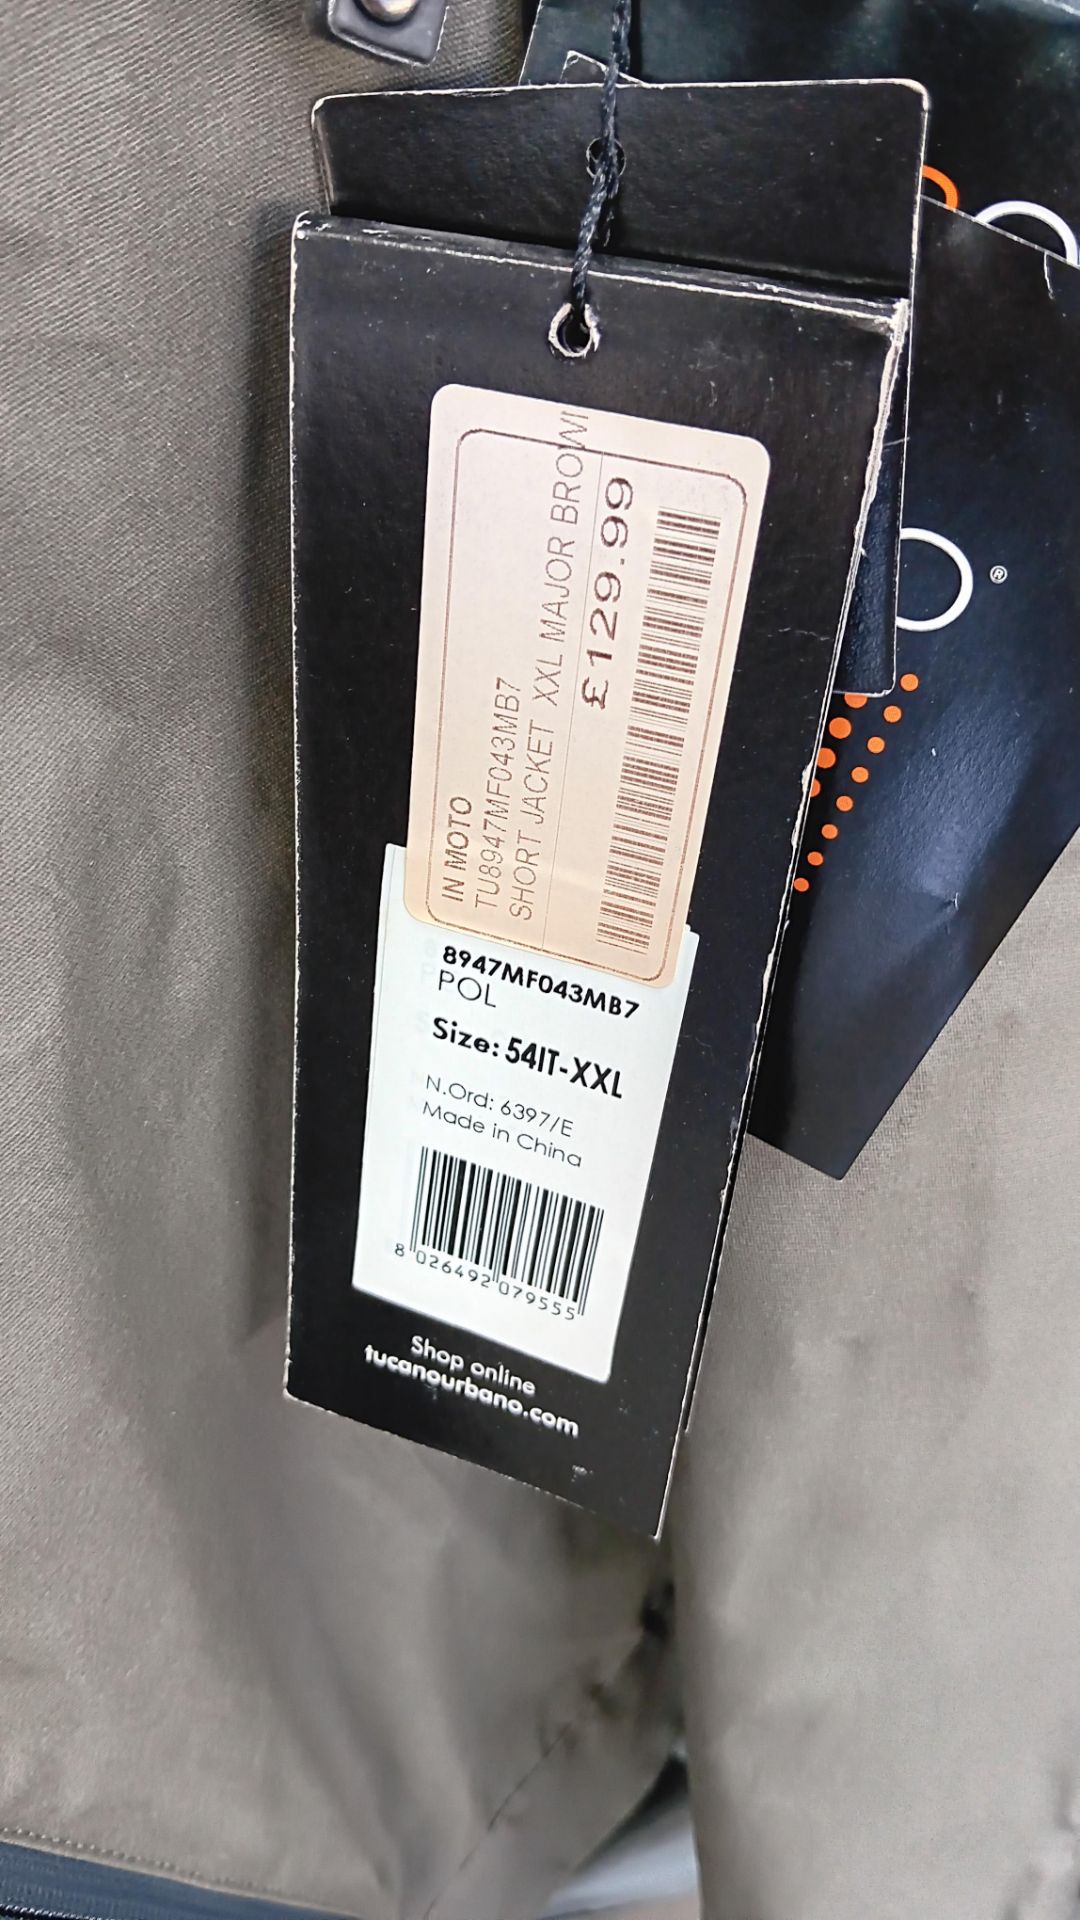 IN MOTO
TU8947MF043MB7
SHORT JACKET XXL MAJOR BROWI
£129.99
8947MF043MB7
POL
Size: 54IT-XXL
N.Ord: 6397/E
Made in China
8 026492 079555
Shop online
tucanourbano.com
®